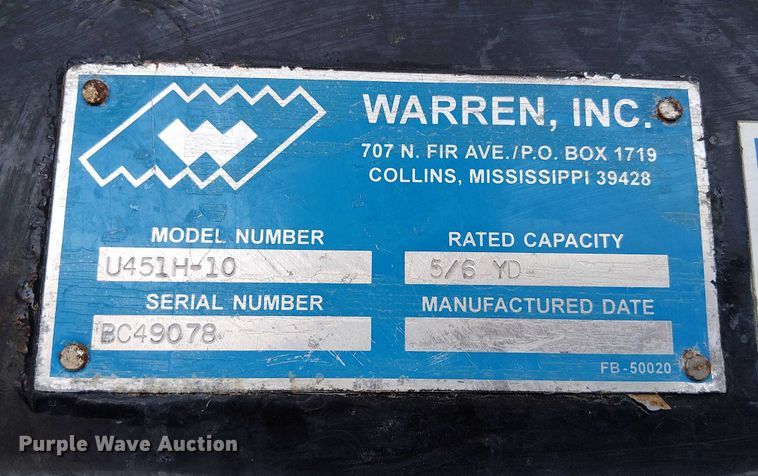 W
WARREN, INC.
707 N. FIR AVE./P.O. BOX 1719
COLLINS, MISSISSIPPI 39428
MODEL NUMBER
U451H-10
RATED CAPACITY
5/6 YD
SERIAL NUMBER
BC49078
MANUFACTURED DATE
FB-50020
Purple Wave Auction